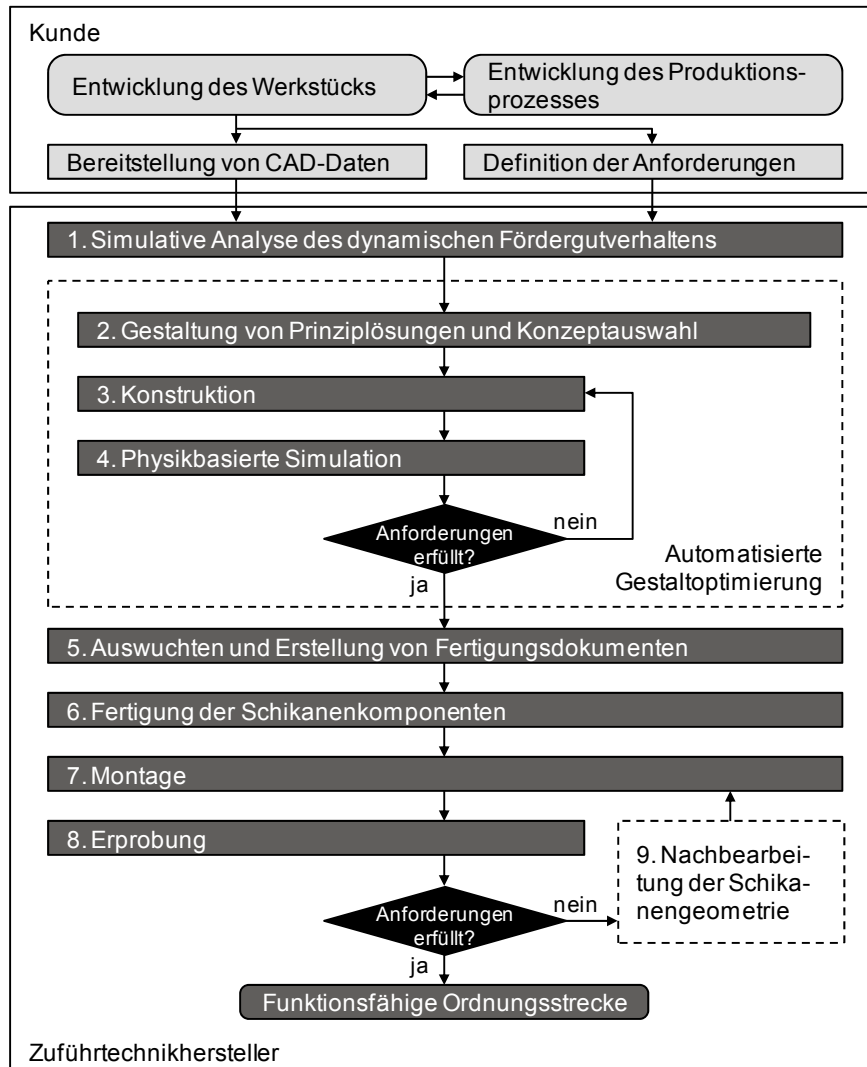 Kunde
Entwicklung des Werkstücks
Entwicklung des Produktions-
prozesses
Bereitstellung von CAD-Daten
Definition der Anforderungen
1. Simulative Analyse des dynamischen Fördergutverhaltens
2. Gestaltung von Prinziplösungen und Konzeptauswahl
3. Konstruktion
4. Physikbasierte Simulation
Anforderungen
erfüllt?
nein
ja
Automatisierte
Gestaltoptimierung
5. Auswuchten und Erstellung von Fertigungsdokumenten
6. Fertigung der Schikanenkomponenten
7. Montage
8. Erprobung
9. Nachbearbei-
tung der Schika-
nengeometrie
Anforderungen
erfüllt?
nein
ja
Funktionsfähige Ordnungsstrecke
Zuführtechnikhersteller